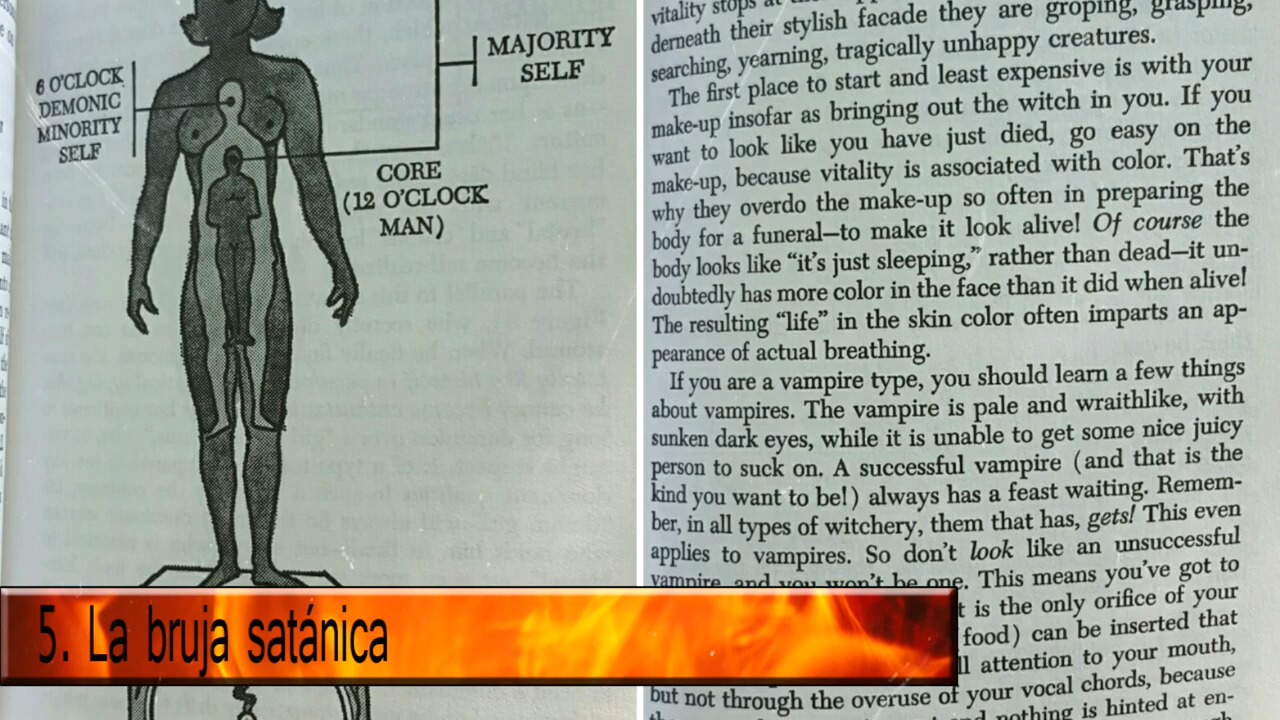 6 O'CLOCK
DEMONIC
MINORITY
SELF
MAJORITY
SELF
CORE
(12 O'CLOCK
MAN)
vitality stops at
derneath their stylish facade they are groping, grasping,
searching, yearning, tragically unhappy creatures.
The first place to start and least expensive is with your
make-up insofar as bringing out the witch in you. If you
want to look like you have just died, go easy on the
make-up, because vitality is associated with color. That's
why they overdo the make-up so often in preparing the
body for a funeral—to make it look alive! Of course the
body looks like "it's just sleeping," rather than dead—it un-
doubtedly has more color in the face than it did when alive!
The resulting "life" in the skin color often imparts an ap-
pearance of actual breathing.
If you are a vampire type, you should learn a few things
about vampires. The vampire is pale and wraithlike, with
sunken dark eyes, while it is unable to get some nice juicy
person to suck on. A successful vampire (and that is the
kind you want to be!) always has a feast waiting. Remem-
ber, in all types of witchery, them that has, gets! This even
applies to vampires. So don't look like an unsuccessful
vampire, and you won't be one. This means you've got to
t is the only orifice of your
food) can be inserted that
ll attention to your mouth,
but not through the overuse of your vocal chords, because
nothing is hinted at en-
5. La bruja satánica